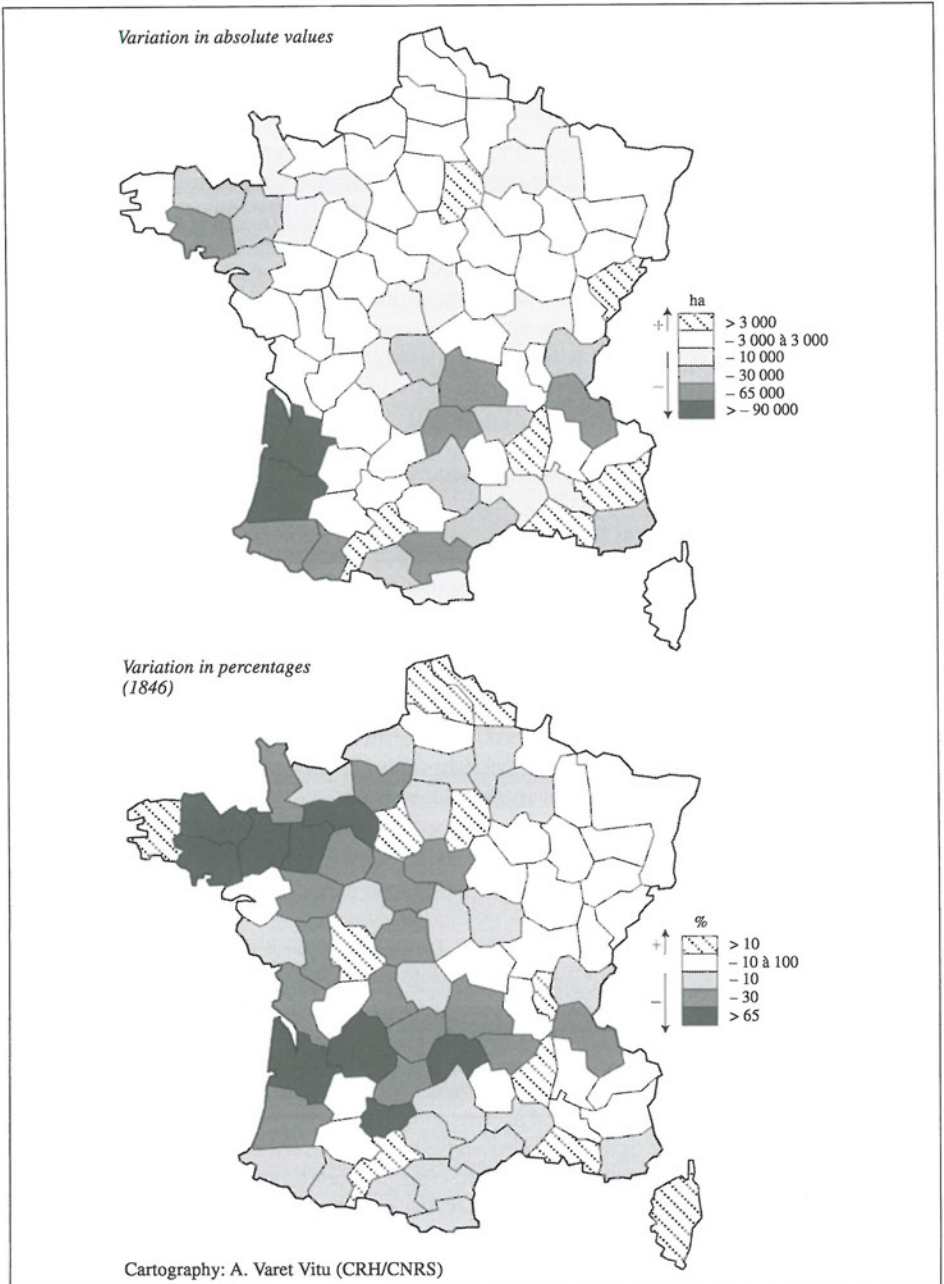 Variation in absolute values
ha
+
> 3 000
– 3 000 à 3 000
– 10 000
– 30 000
– 65 000
> – 90 000
–
Variation in percentages
(1846)
%
+
> 10
– 10 à 100
– 10
– 30
> 65
–
Cartography: A. Varet Vitu (CRH/CNRS)